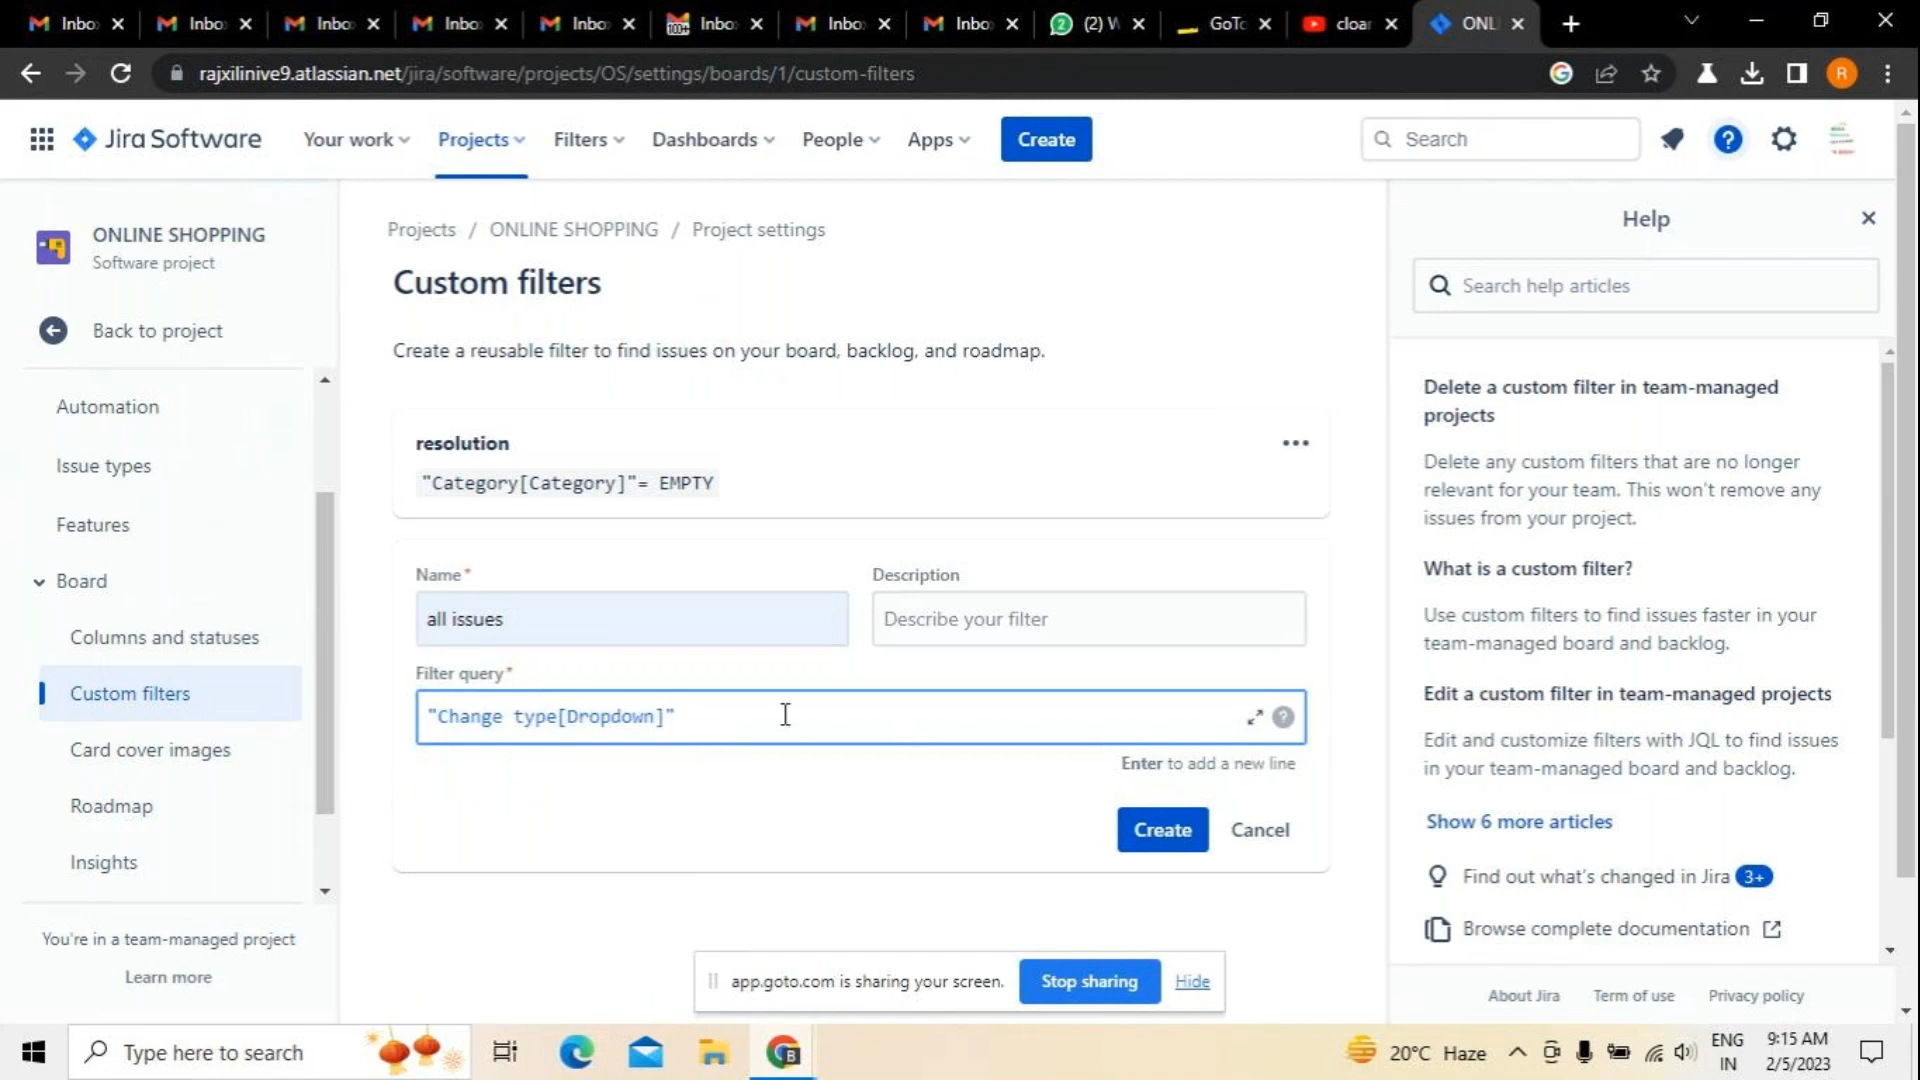 Inbo Inbo Inbo Inbo Inbo Inbo Inbo Inbo (2) W GoTo cloar ONL
rajxilinive9.atlassian.net/jira/software/projects/OS/settings/boards/1/custom-filters
R
Jira Software Your work Projects Filters Dashboards People Apps Create Search
ONLINE SHOPPING
Software project
Back to project
Automation
Issue types
Features
Board
Columns and statuses
Custom filters
Card cover images
Roadmap
Insights
You're in a team-managed project
Learn more
Projects / ONLINE SHOPPING / Project settings
Custom filters
Create a reusable filter to find issues on your board, backlog, and roadmap.
resolution
"Category[Category]"= EMPTY
Name* Description
all issues Describe your filter
Filter query*
"Change type[Dropdown]"
Enter to add a new line
Create Cancel
Help
Search help articles
Delete a custom filter in team-managed
projects
Delete any custom filters that are no longer
relevant for your team. This won't remove any
issues from your project.
What is a custom filter?
Use custom filters to find issues faster in your
team-managed board and backlog.
Edit a custom filter in team-managed projects
Edit and customize filters with JQL to find issues
in your team-managed board and backlog.
Show 6 more articles
Find out what's changed in Jira 3+
Browse complete documentation
About Jira Term of use Privacy policy
app.goto.com is sharing your screen. Stop sharing Hide
Type here to search
20°C Haze
ENG
IN
9:15 AM
2/5/2023